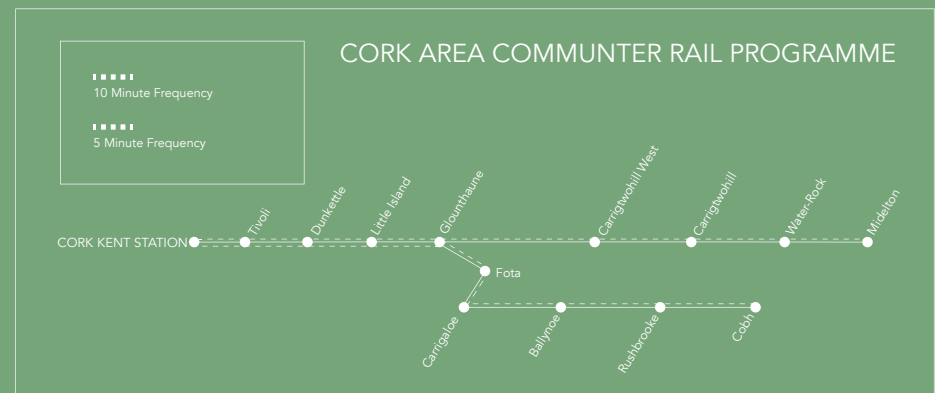 CORK AREA COMMUNTER RAIL PROGRAMME
10 Minute Frequency
5 Minute Frequency
CORK KENT STATION
Tivoli
Dunkettle
Little Island
Glounthaune
Carrigtwohill West
Carrigtwohill
Water-Rock
Midelton
Fota
Carrigaloe
Ballynoe
Rushbrooke
Cobh